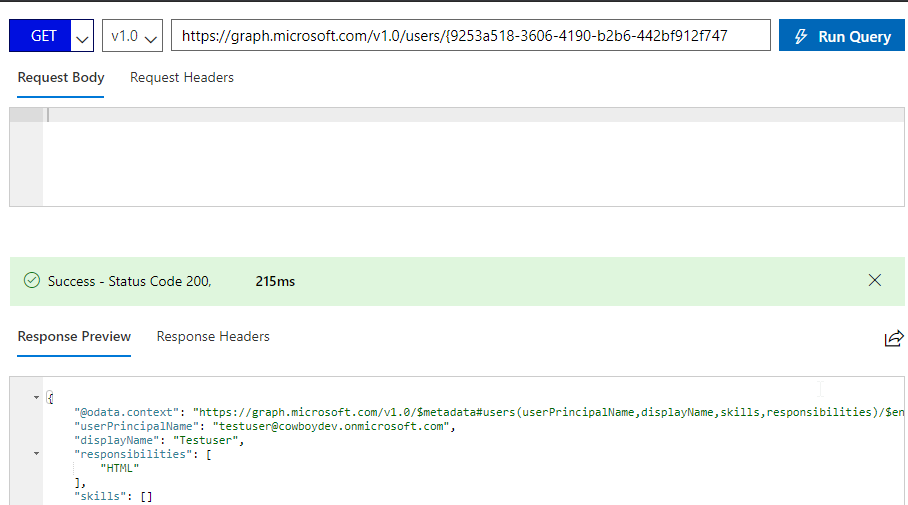 GET v1.0 https://graph.microsoft.com/v1.0/users/{9253a518-3606-4190-b2b6-442bf912f747 Run Query
Request Body Request Headers
Success - Status Code 200, 215ms
Response Preview Response Headers
{
"@odata.context": "https://graph.microsoft.com/v1.0/$metadata#users(userPrincipalName,displayName,skills,responsibilities)/$en
"userPrincipalName": "testuser@cowboydev.onmicrosoft.com",
"displayName": "Testuser",
"responsibilities": [
"HTML"
],
"skills": []